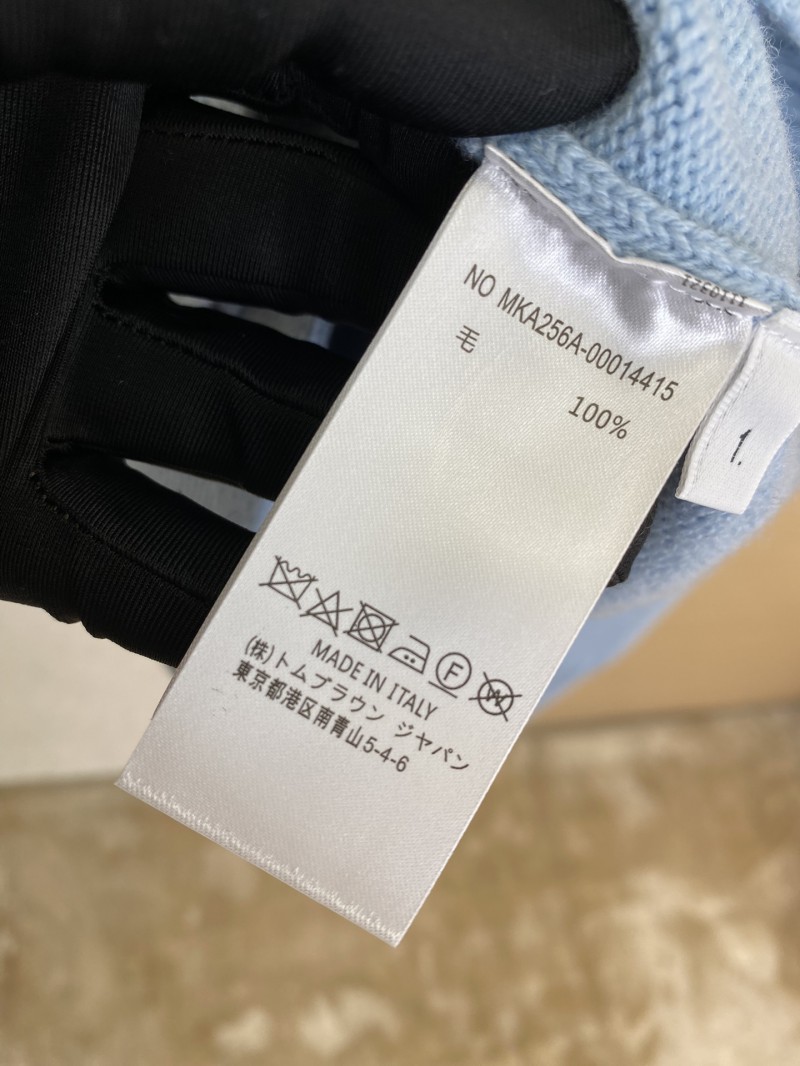 NO MKA256A-00014415
毛
100%
1.
F
W
MADE IN ITALY
(株)トムブラウン ジャパン
東京都港区南青山5-4-6